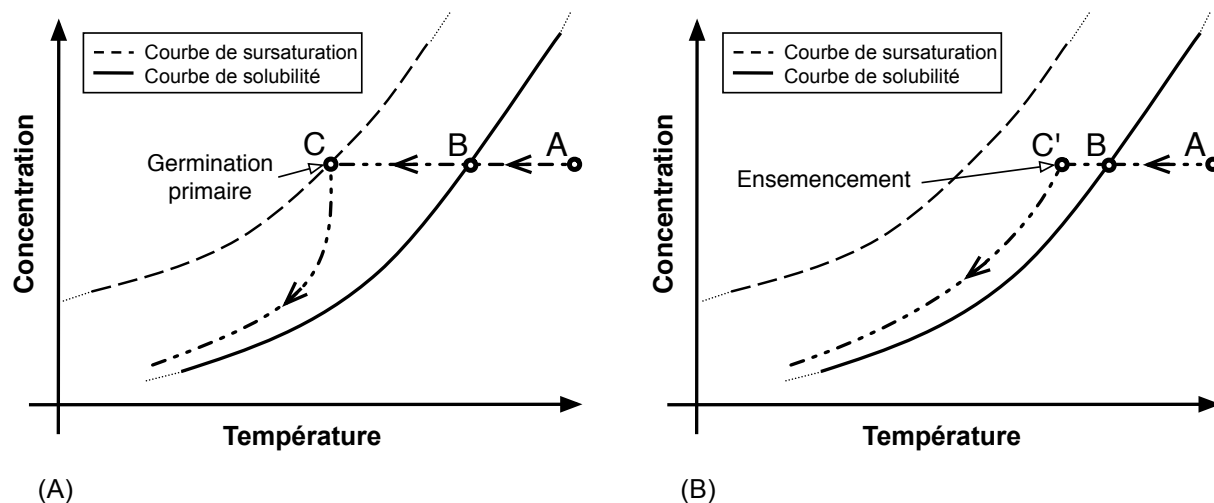 Courbe de sursaturation
Courbe de solubilité
Concentration
C
B
A
Germination
primaire
Température
(A)
Courbe de sursaturation
Courbe de solubilité
Concentration
C'
B
A
Ensemencement
Température
(B)